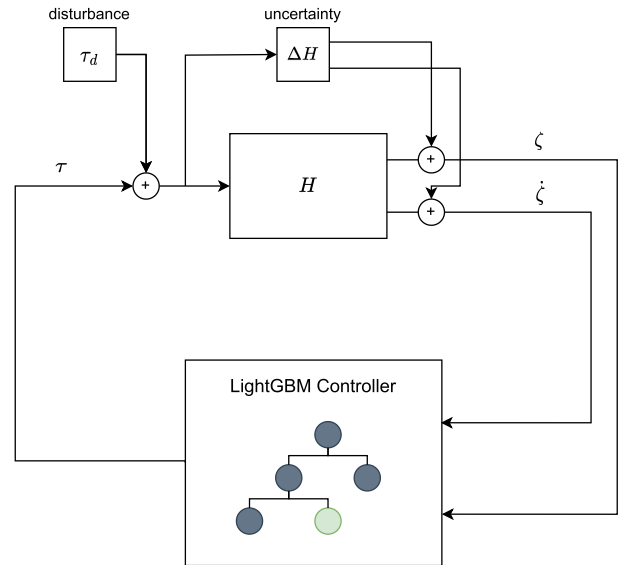 disturbance
uncertainty
τ_d
ΔH
τ
+
H
+
ζ
+
ζ̇
LightGBM Controller